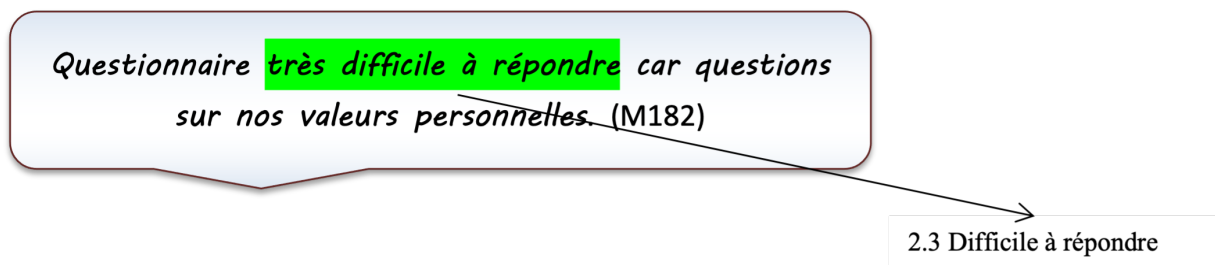 Questionnaire très difficile à répondre car questions
sur nos valeurs personnelles. (M182)
2.3 Difficile à répondre